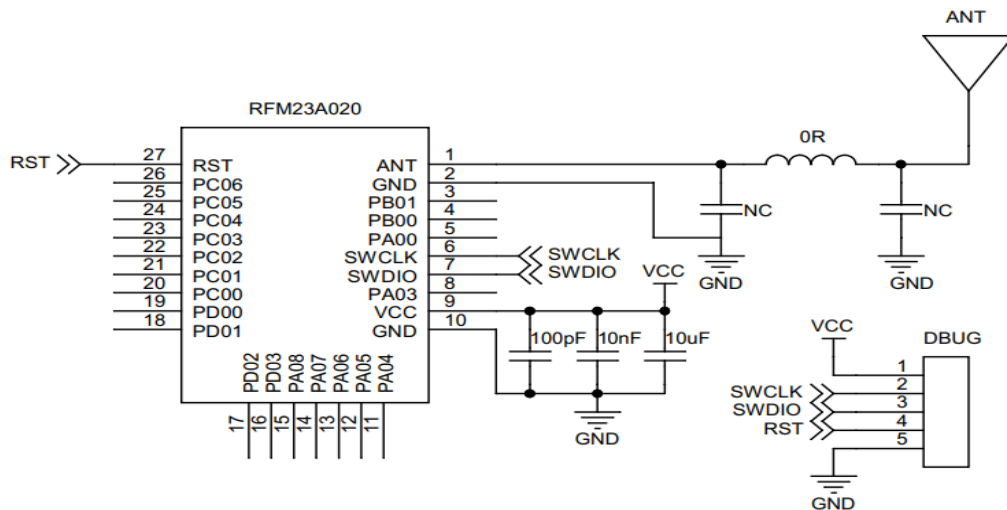 ANT
RFM23A020
0R
RST
27 RST ANT 1
26 PC06 GND 2
25 PC05 PB01 3
24 PC04 PB00 4
23 PC03 PA00 5
22 PC02 SWCLK 6 SWCLK
21 PC01 SWDIO 7 SWDIO
20 PC00 PA03 8
19 PD00 VCC 9
18 PD01 GND 10
NC
NC
GND
GND
VCC
100pF 10nF 10uF
GND
PD02 PD03 PA08 PA07 PA06 PA05 PA04
17 16 15 14 13 12 11
VCC
DBUG
1
SWCLK 2
SWDIO 3
RST 4
5
GND